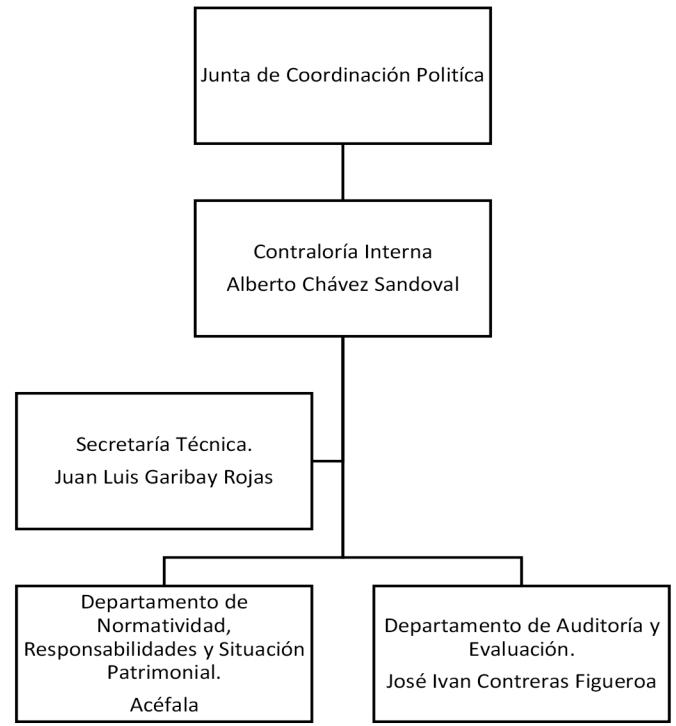 Junta de Coordinación Politíca
Contraloría Interna
Alberto Chávez Sandoval
Secretaría Técnica.
Juan Luis Garibay Rojas
Departamento de
Normatividad,
Responsabilidades y Situación
Patrimonial.
Acéfala
Departamento de Auditoría y
Evaluación.
José Ivan Contreras Figueroa